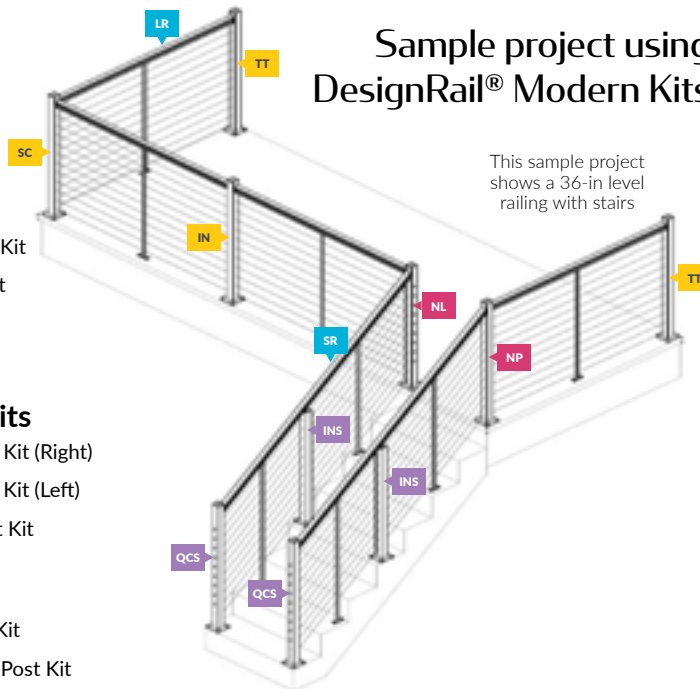 Sample project using
DesignRail® Modern Kits
This sample project
shows a 36-in level
railing with stairs
LR
TT
SC
IN
Kit
NL
TT
SR
NP
INS
Kit (Right)
INS
Kit (Left)
Kit
QCS
QCS
Kit
Post Kit